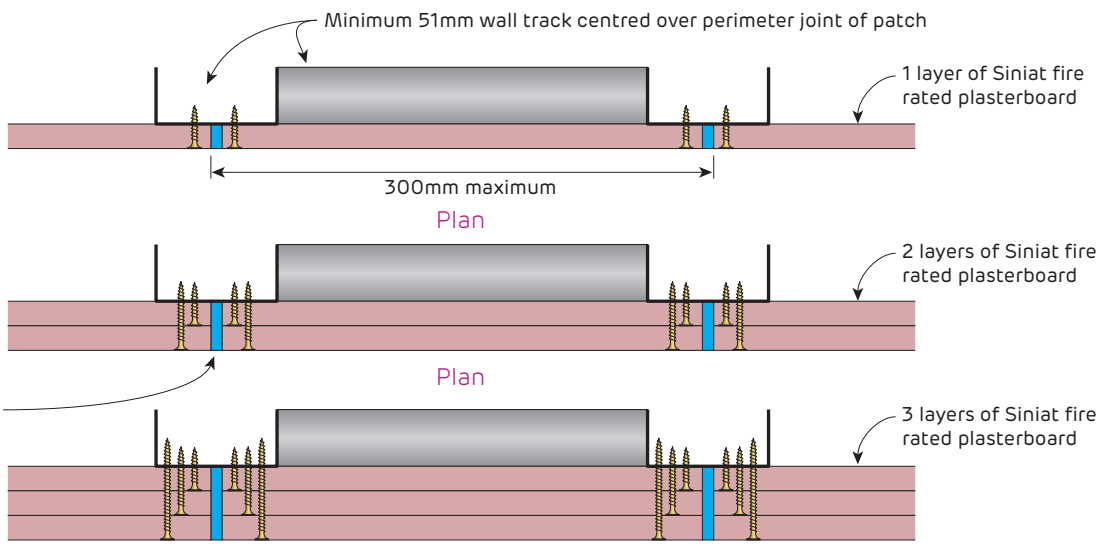 Minimum 51mm wall track centred over perimeter joint of patch
1 layer of Siniat fire
rated plasterboard
300mm maximum
Plan
2 layers of Siniat fire
rated plasterboard
Plan
3 layers of Siniat fire
rated plasterboard